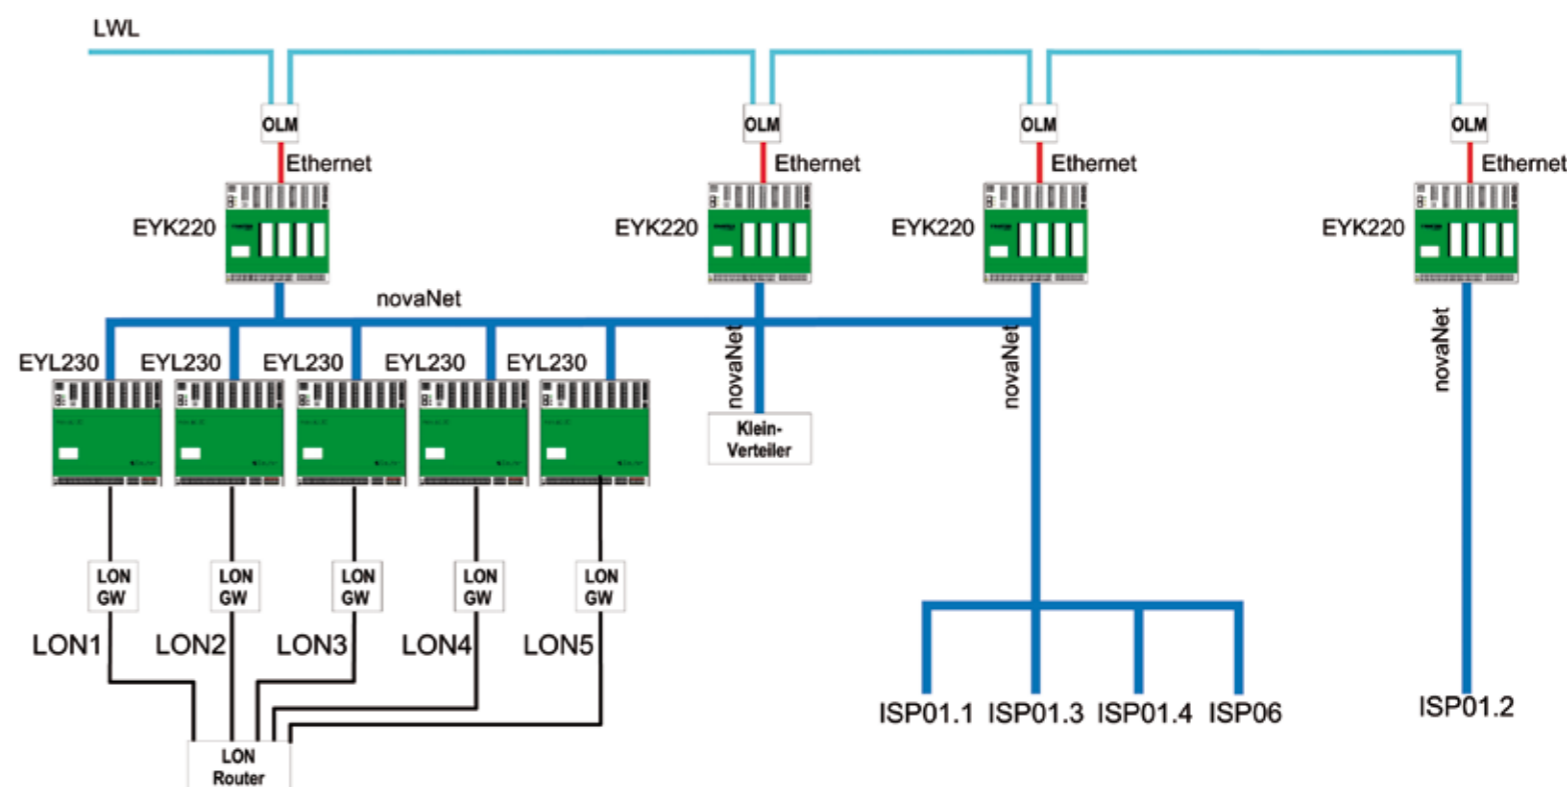 LWL
OLM
OLM
OLM
OLM
Ethernet
Ethernet
Ethernet
Ethernet
EYK220
EYK220
EYK220
EYK220
novaNet
novaNet
novaNet
novaNet
EYL230
EYL230
EYL230
EYL230
EYL230
Klein-
Verteiler
LON
GW
LON
GW
LON
GW
LON
GW
LON
GW
LON1
LON2
LON3
LON4
LON5
ISP01.1
ISP01.3
ISP01.4
ISP06
ISP01.2
LON
Router